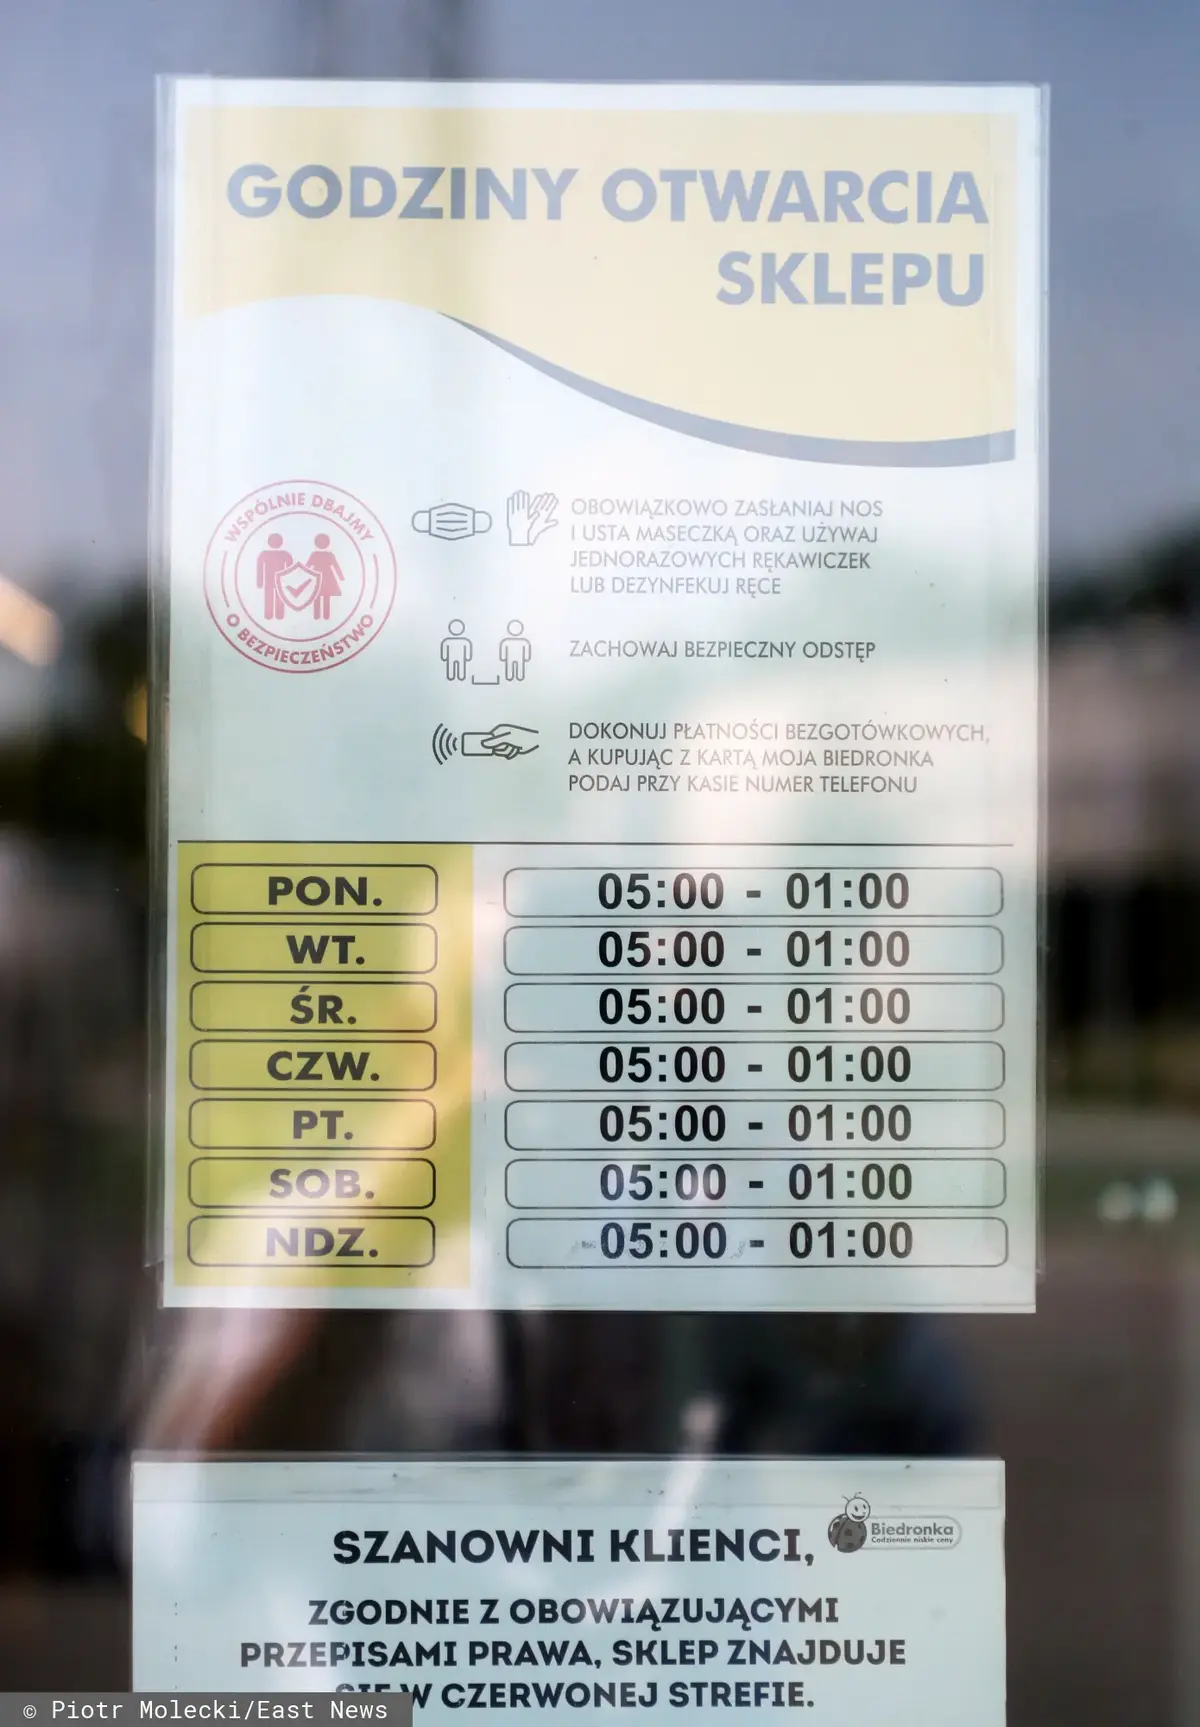 GODZINY OTWARCIA
SKLEPU
WSPÓLNIE DBAJMY
O BEZPIECZEŃSTWO
OBOWIĄZKOWO ZASŁANIAJ NOS
I USTA MASECZKĄ ORAZ UŻYWAJ
JEDNORAZOWYCH RĘKAWICZEK
LUB DEZYNFEKUJ RĘCE
ZACHOWAJ BEZPIECZNY ODSTĘP
DOKONUJ PŁATNOŚCI BEZGOTÓWKOWYCH,
A KUPUJĄC Z KARTĄ MOJA BIEDRONKA
PODAJ PRZY KASIE NUMER TELEFONU
PON. 05:00 - 01:00
WT. 05:00 - 01:00
ŚR. 05:00 - 01:00
CZW. 05:00 - 01:00
PT. 05:00 - 01:00
SOB. 05:00 - 01:00
NDZ. 05:00 - 01:00
Biedronka
Codziennie niskie ceny
SZANOWNI KLIENCI,
ZGODNIE Z OBOWIĄZUJĄCYMI
PRZEPISAMI PRAWA, SKLEP ZNAJDUJE
SIĘ W CZERWONEJ STREFIE.
© Piotr Molecki/East News